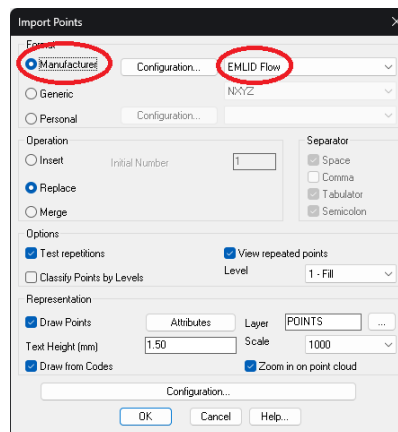 Import Points
Format
Manufacturer Configuration... EMLID Flow
Generic NXYZ
Personal Configuration...
Operation Separator
Insert Initial Number 1 Space
Comma
Replace Tabulator
Merge Semicolon
Options
Test repetitions View repeated points
Classify Points by Levels Level 1 - Fill
Representation
Draw Points Attributes Layer POINTS ...
Text Height (mm) 1.50 Scale 1000
Draw from Codes Zoom in on point cloud
Configuration...
OK Cancel Help...